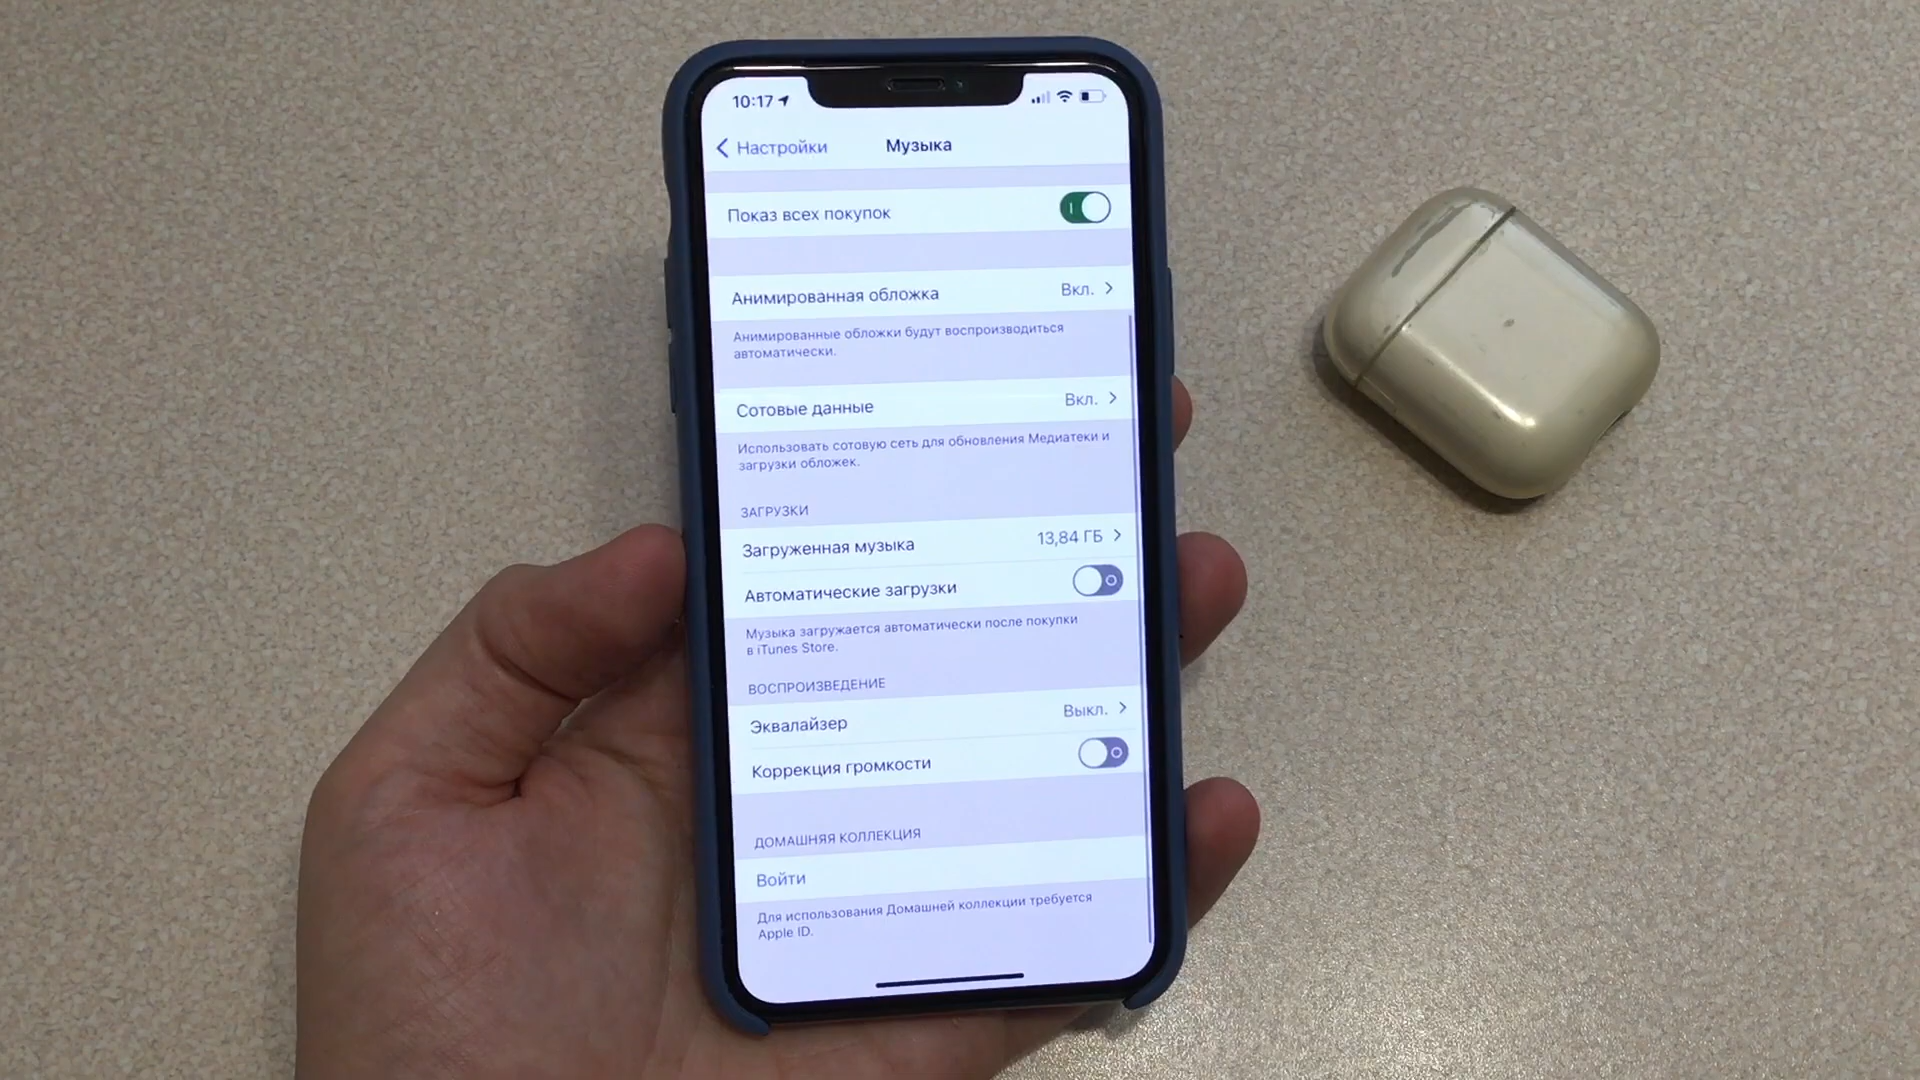 10:17
Настройки
Музыка
Показ всех покупок
Анимированная обложка Вкл.
Анимированные обложки будут воспроизводиться
автоматически.
Сотовые данные Вкл.
Использовать сотовую сеть для обновления Медиатеки и
загрузки обложек.
ЗАГРУЗКИ
Загруженная музыка 13,84 ГБ
Автоматические загрузки
Музыка загружается автоматически после покупки
в iTunes Store.
ВОСПРОИЗВЕДЕНИЕ
Эквалайзер Выкл.
Коррекция громкости
ДОМАШНЯЯ КОЛЛЕКЦИЯ
Войти
Для использования Домашней коллекции требуется
Apple ID.